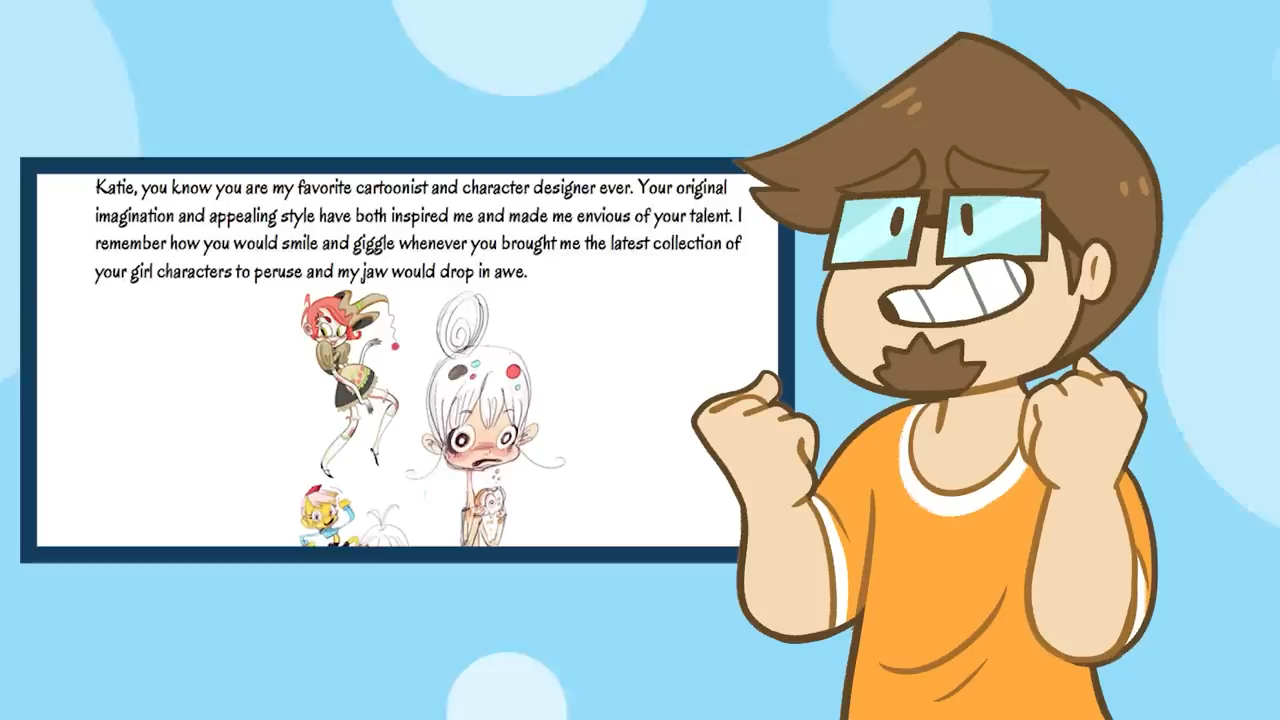 Katie, you know you are my favorite cartoonist and character designer ever. Your original
imagination and appealing style have both inspired me and made me envious of your talent. I
remember how you would smile and giggle whenever you brought me the latest collection of
your girl characters to peruse and my jaw would drop in awe.